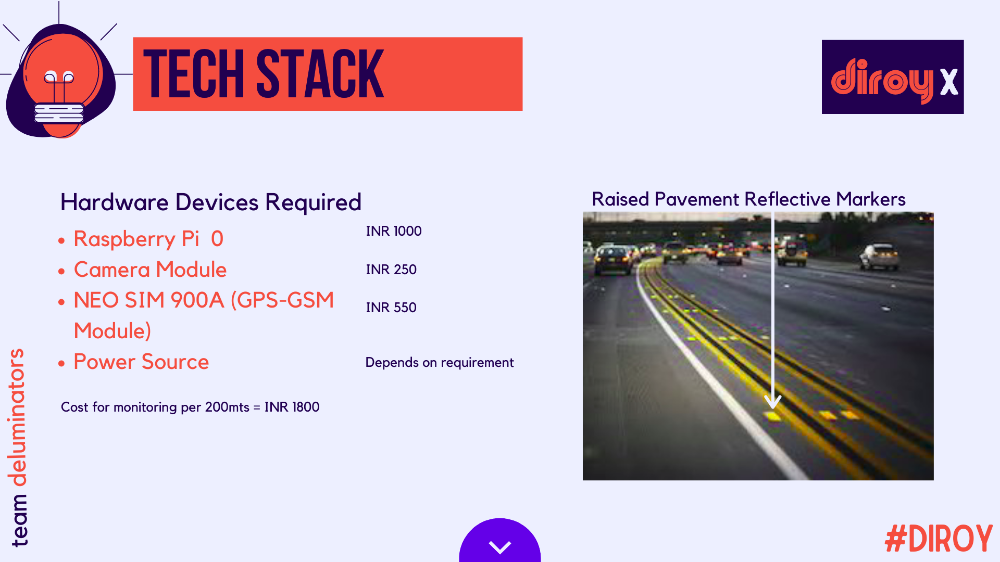 TECH STACK
diroy x
Hardware Devices Required
• Raspberry Pi  0
INR 1000
• Camera Module
INR 250
• NEO SIM 900A (GPS-GSM
Module)
INR 550
• Power Source
Depends on requirement
Cost for monitoring per 200mts = INR 1800
Raised Pavement Reflective Markers
team deluminators
#DIROY